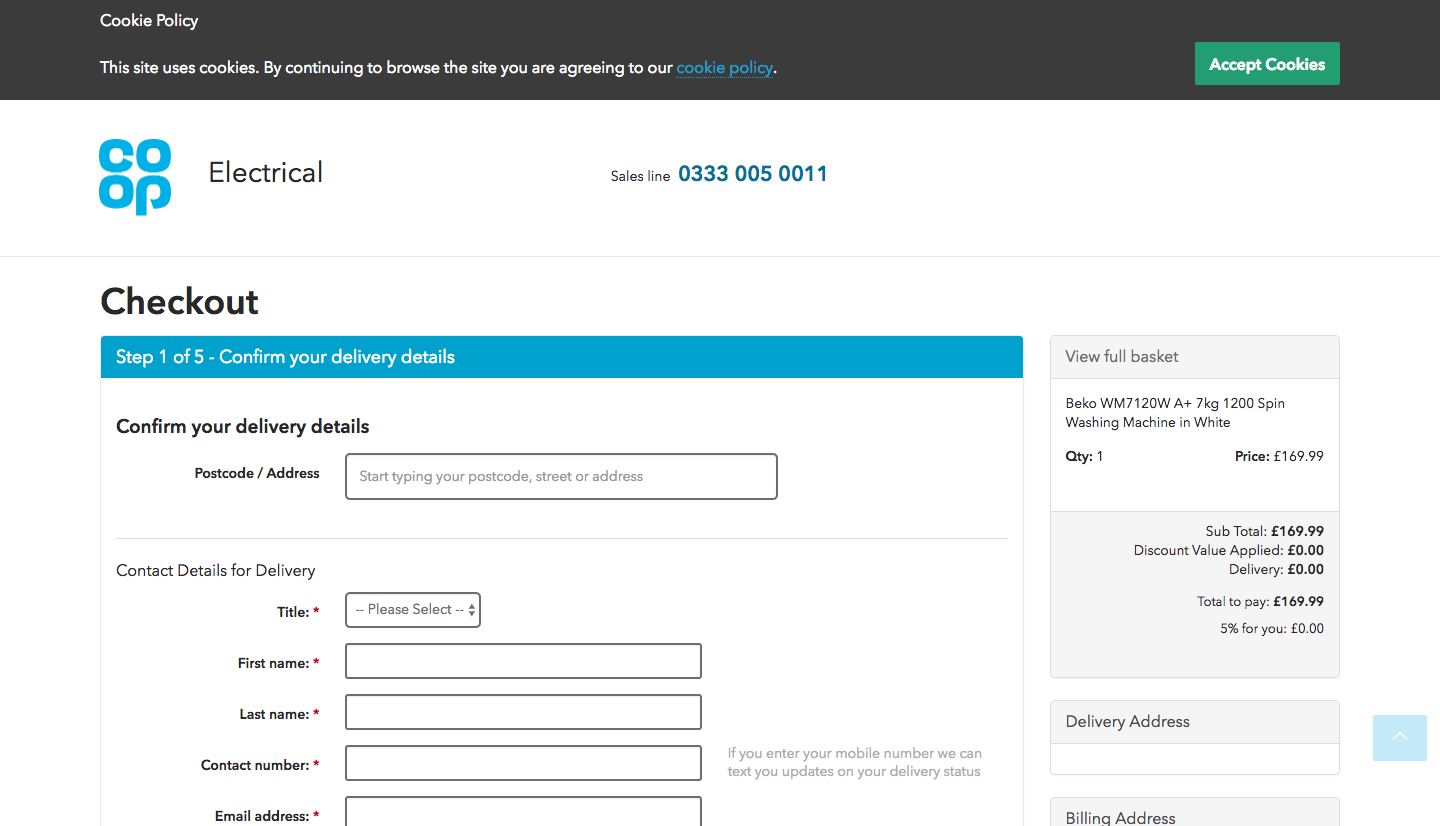 Cookie Policy
This site uses cookies. By continuing to browse the site you are agreeing to our cookie policy.
Accept Cookies
co
op
Electrical
Sales line 0333 005 0011
Checkout
Step 1 of 5 - Confirm your delivery details
Confirm your delivery details
Postcode / Address
Start typing your postcode, street or address
Contact Details for Delivery
Title: *
-- Please Select --
First name: *
Last name: *
Contact number: *
If you enter your mobile number we can
text you updates on your delivery status
Email address: *
View full basket
Beko WM7120W A+ 7kg 1200 Spin
Washing Machine in White
Qty: 1
Price: £169.99
Sub Total: £169.99
Discount Value Applied: £0.00
Delivery: £0.00
Total to pay: £169.99
5% for you: £0.00
Delivery Address
Billing Address